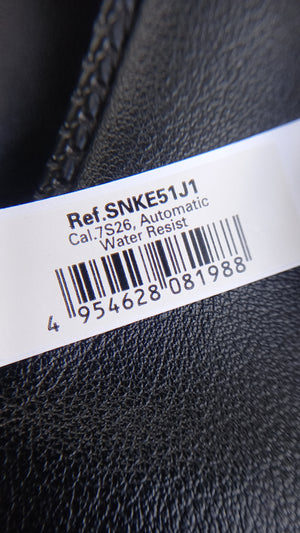 Ref.SNKE51J1
Cal.7S26, Automatic
Water Resist
4 954628 081988